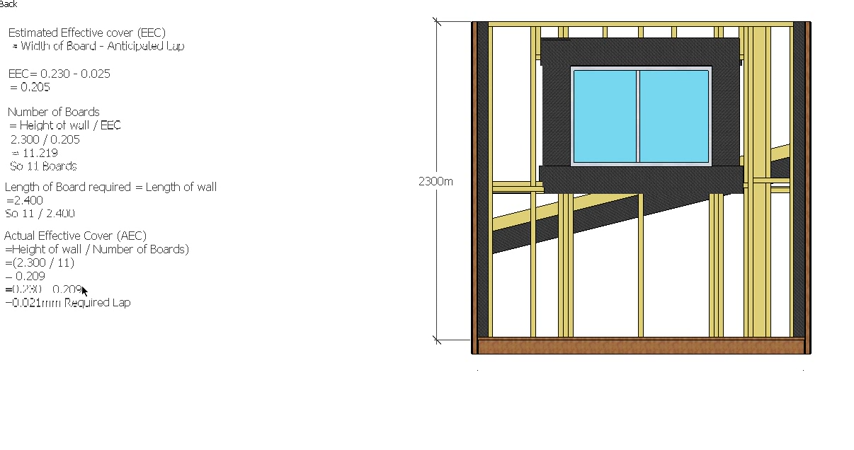 Back
Estimated Effective cover (EEC)
= Width of Board - Anticipated Lap
EEC= 0.230 - 0.025
= 0.205
Number of Boards
= Height of wall / EEC
2.300 / 0.205
= 11.219
So 11 Boards
Length of Board required = Length of wall
=2.400
So 11 / 2.400
Actual Effective Cover (AEC)
=Height of wall / Number of Boards)
=(2.300 / 11)
= 0.209
=0.230 - 0.209
=0.021mm Required Lap
2300m